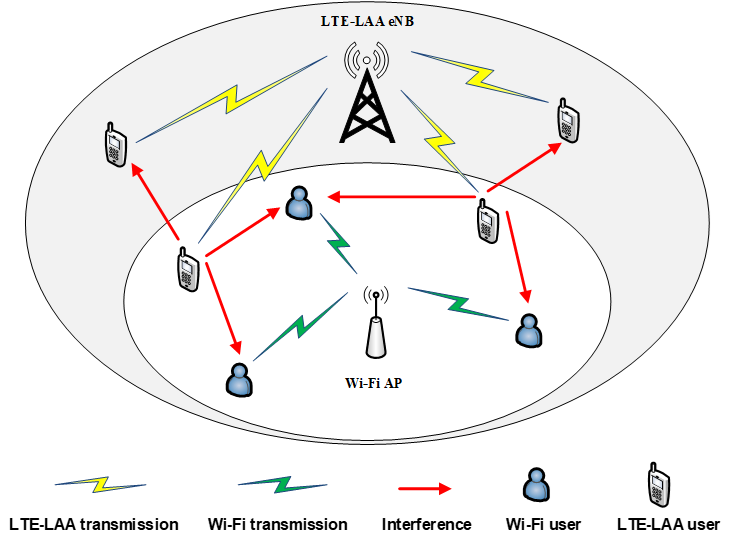 LTE-LAA eNB
Wi-Fi AP
LTE-LAA transmission
Wi-Fi transmission
Interference
Wi-Fi user
LTE-LAA user